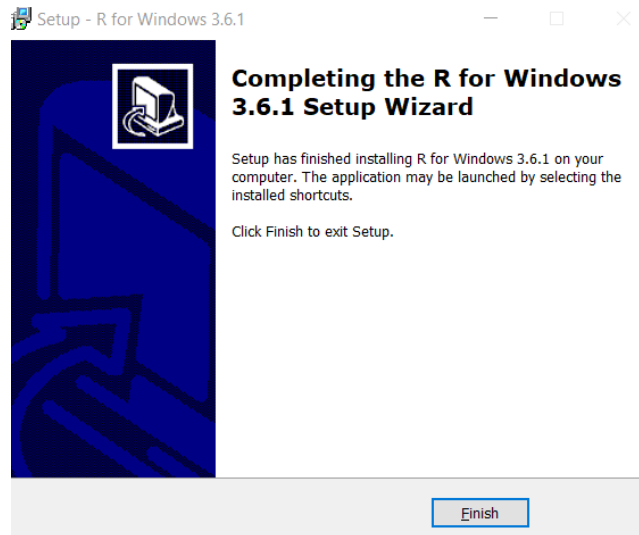 Setup - R for Windows 3.6.1
Completing the R for Windows
3.6.1 Setup Wizard
Setup has finished installing R for Windows 3.6.1 on your
computer. The application may be launched by selecting the
installed shortcuts.
Click Finish to exit Setup.
Finish